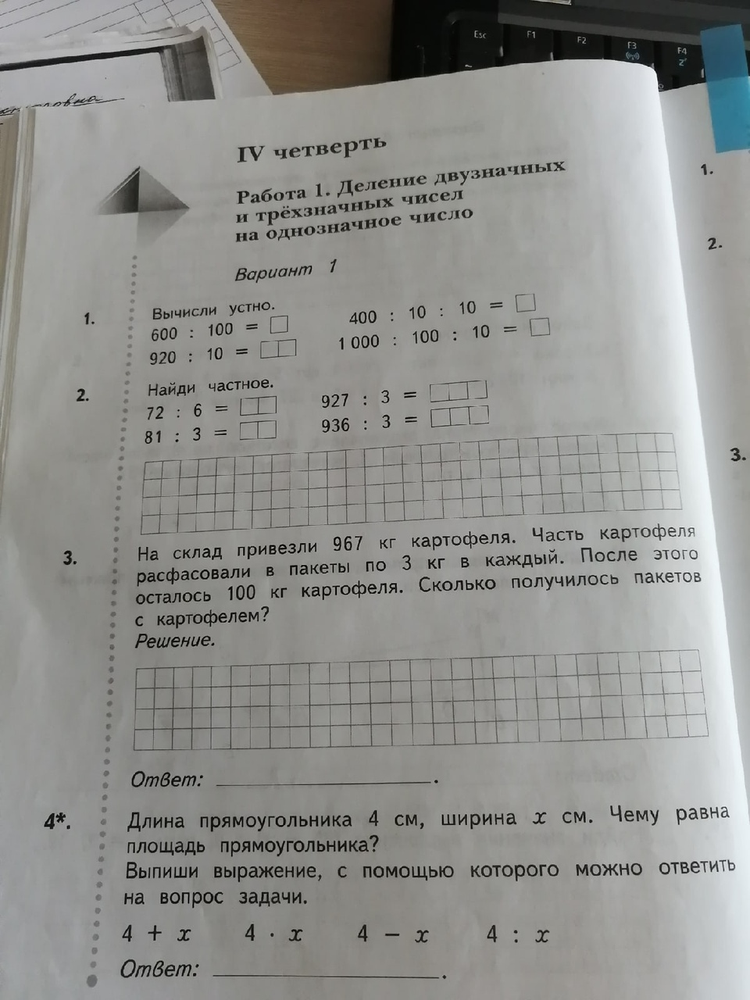 Esc F1 F2 F3 F4
IV четверть
Работа 1. Деление двузначных
и трёхзначных чисел
на однозначное число
Вариант 1
1. Вычисли устно.
600 : 100 = 400 : 10 : 10 =
920 : 10 = 1 000 : 100 : 10 =
2. Найди частное.
72 : 6 = 927 : 3 =
81 : 3 = 936 : 3 =
3. На склад привезли 967 кг картофеля. Часть картофеля
расфасовали в пакеты по 3 кг в каждый. После этого
осталось 100 кг картофеля. Сколько получилось пакетов
с картофелем?
Решение.
Ответ: .
4*. Длина прямоугольника 4 см, ширина x см. Чему равна
площадь прямоугольника?
Выпиши выражение, с помощью которого можно ответить
на вопрос задачи.
4 + x 4 · x 4 − x 4 : x
Ответ: .
1.
2.
3.